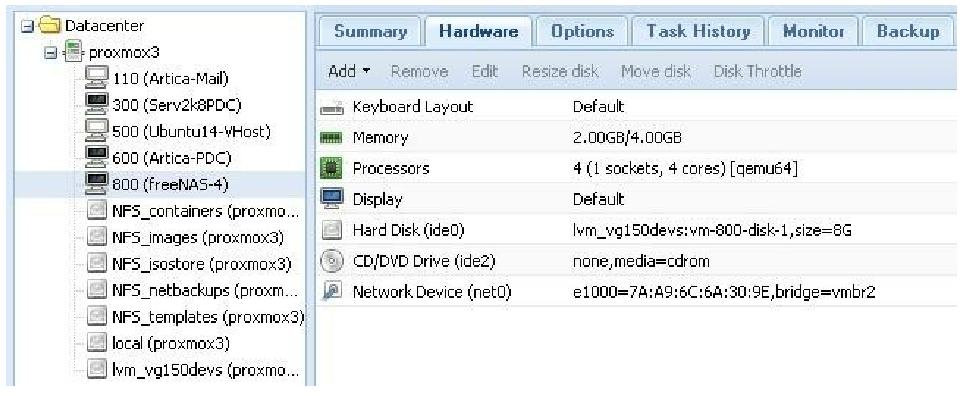 Datacenter
proxmox3
110 (Artica-Mail)
300 (Serv2k8PDC)
500 (Ubuntu14-VHost)
600 (Artica-PDC)
800 (freeNAS-4)
NFS_containers (proxmo...
NFS_images (proxmox3)
NFS_isostore (proxmox3)
NFS_netbackups (proxm...
NFS_templates (proxmox3)
local (proxmox3)
lvm_vg150devs (proxmo...
Summary Hardware Options Task History Monitor Backup
Add Remove Edit Resize disk Move disk Disk Throttle
Keyboard Layout Default
Memory 2.00GB/4.00GB
Processors 4 (1 sockets, 4 cores) [qemu64]
Display Default
Hard Disk (ide0) lvm_vg150devs:vm-800-disk-1,size=8G
CD/DVD Drive (ide2) none,media=cdrom
Network Device (net0) e1000=7A:A9:6C:6A:30:9E,bridge=vmbr2